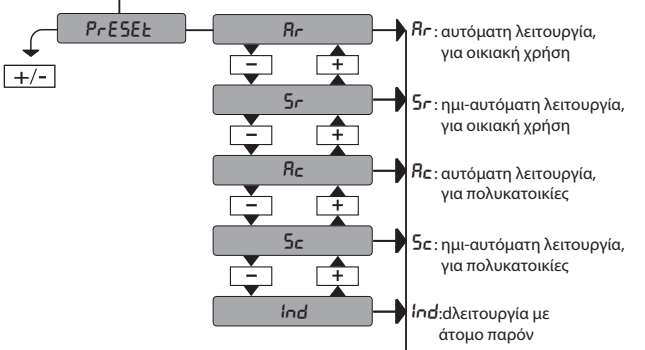 PrESEt
Ar
Ar: αυτόματη λειτουργία,
για οικιακή χρήση
+/-
- +
Sr
Sr: ημι-αυτόματη λειτουργία,
για οικιακή χρήση
- +
Ac
Ac: αυτόματη λειτουργία,
για πολυκατοικίες
- +
Sc
Sc: ημι-αυτόματη λειτουργία,
για πολυκατοικίες
- +
Ind
Ind:dλειτουργία με
άτομο παρόν